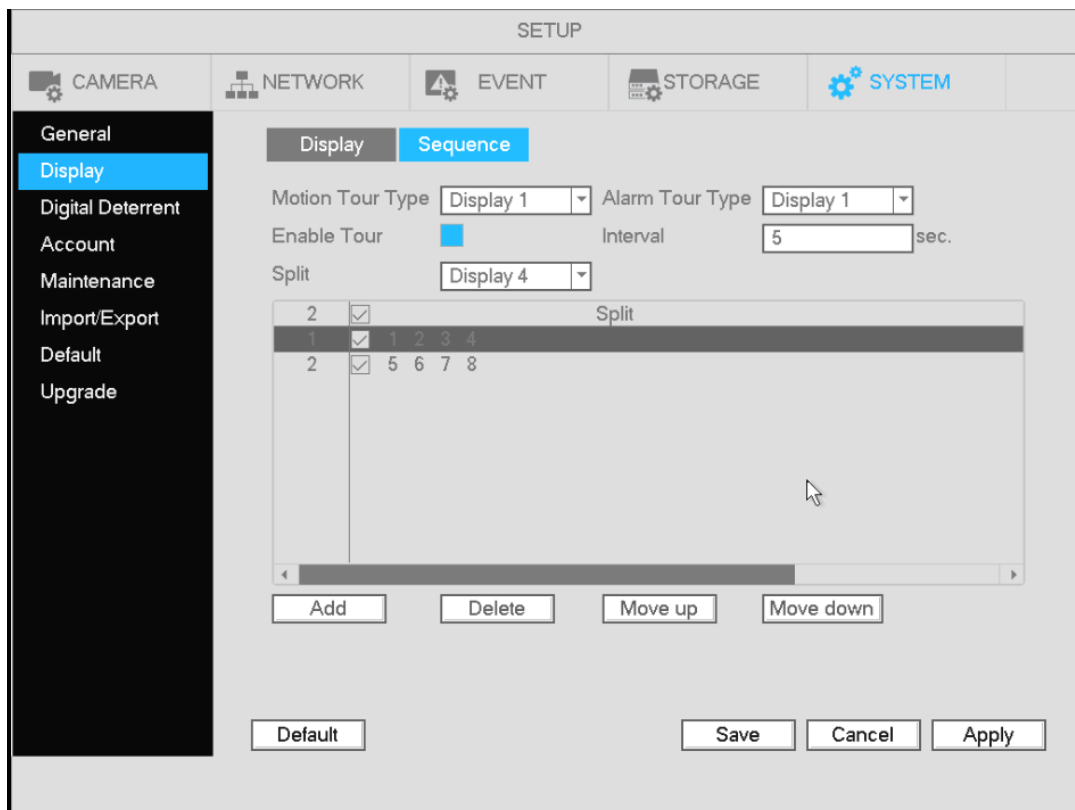 SETUP
CAMERA NETWORK EVENT STORAGE SYSTEM
General
Display
Digital Deterrent
Account
Maintenance
Import/Export
Default
Upgrade
Display Sequence
Motion Tour Type Display 1 Alarm Tour Type Display 1
Enable Tour Interval 5 sec.
Split Display 4
2 Split
1 1 2 3 4
2 5 6 7 8
Add Delete Move up Move down
Default Save Cancel Apply